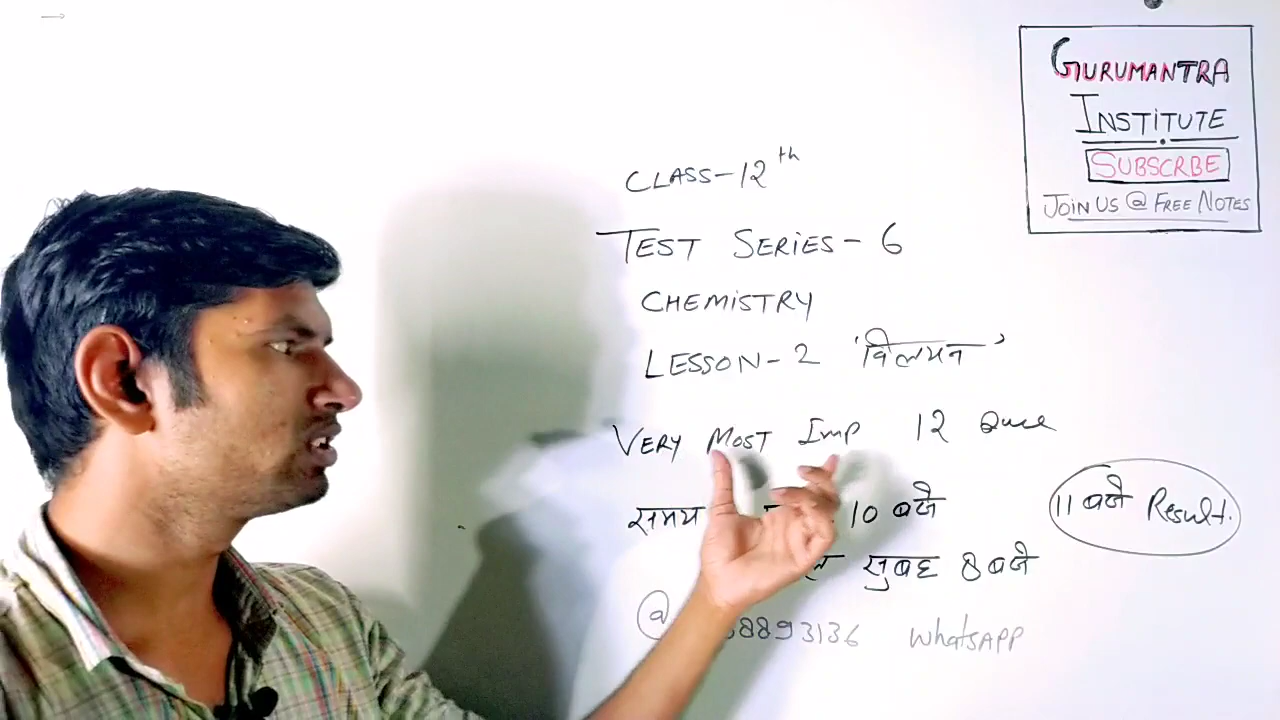 GURUMANTRA
INSTITUTE
SUBSCRBE
JOIN US @ FREE NOTES
CLASS-12th
TEST SERIES-6
CHEMISTRY
LESSON-2 'विलयन'
VERY MOST Imp 12 Que
समय 10 बजे
11 बजे Result.
सुबह 8 बजे
@ 88893136 WhatsAPP